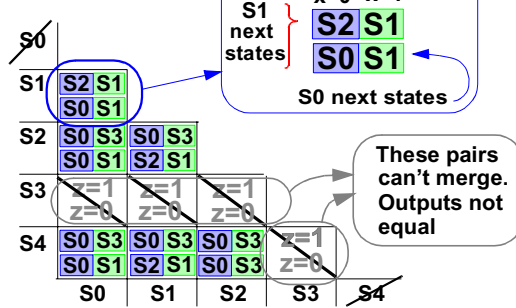 S1
next
states
S2 S1
S0 S1
S0 next states
S0
S1 S2 S1
S0 S1
S2 S0 S3 S0 S3
S0 S1 S2 S1
S3 z=1 z=1 z=1
z=0 z=0 z=0
These pairs
can't merge.
Outputs not
equal
S4 S0 S3 S0 S3 S0 S3 z=1
S0 S1 S2 S1 S0 S3 z=0
S0 S1 S2 S3 S4